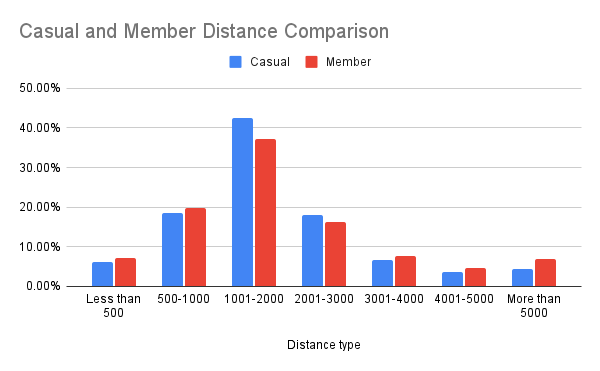 Casual and Member Distance Comparison
Casual Member
50.00%
40.00%
30.00%
20.00%
10.00%
0.00%
Less than 500-1000 1001-2000 2001-3000 3001-4000 4001-5000 More than
500 5000
Distance type